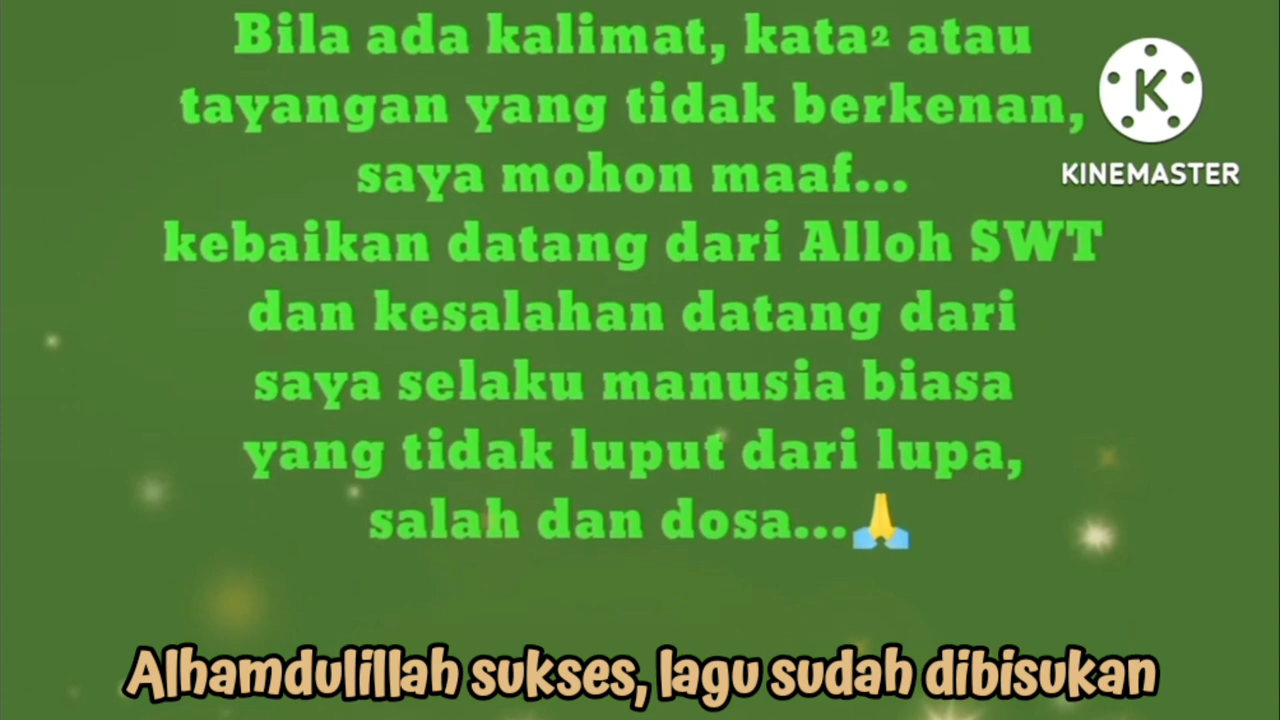 Bila ada kalimat, kata² atau
tayangan yang tidak berkenan,
saya mohon maaf...
kebaikan datang dari Alloh SWT
dan kesalahan datang dari
saya selaku manusia biasa
yang tidak luput dari lupa,
salah dan dosa...🙏
K
KINEMASTER
Alhamdulillah sukses, lagu sudah dibisukan